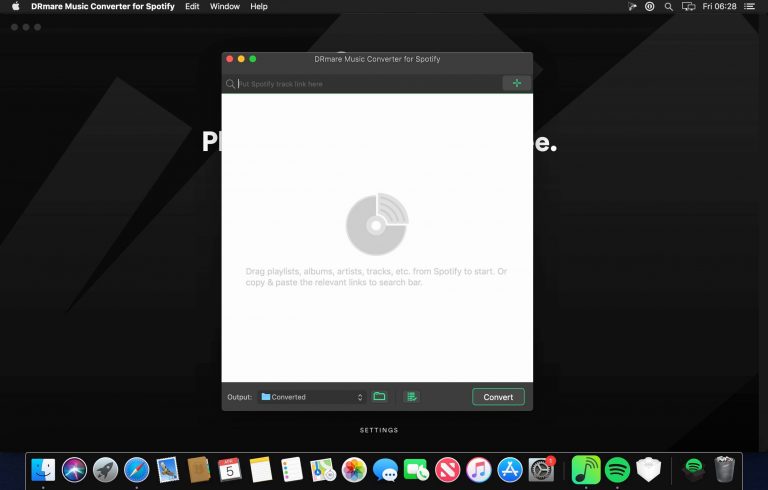 DRmare Music Converter for Spotify Edit Window Help Fri 06:28
DRmare Music Converter for Spotify
Put Spotify track link here
Pl e.
Drag playlists, albums, artists, tracks, etc. from Spotify to start. Or
copy & paste the relevant links to search bar.
Output: Converted Convert
SETTINGS
5
1